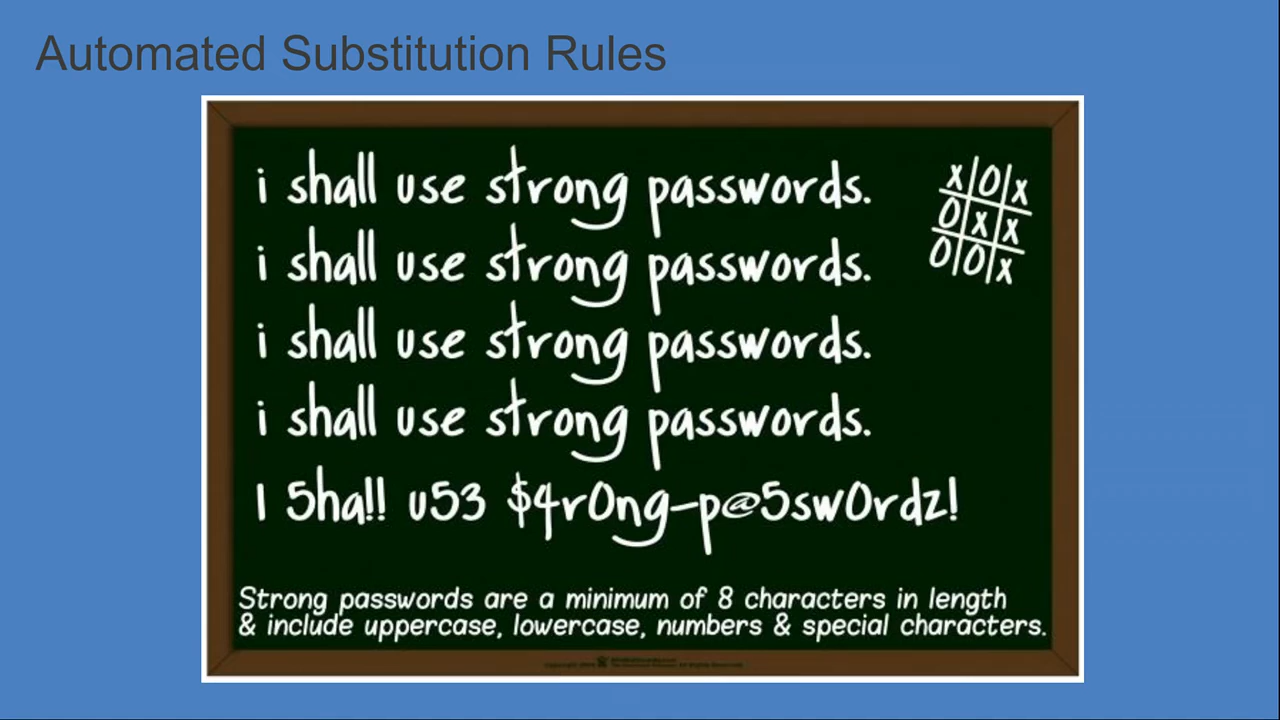 Automated Substitution Rules
i shall use strong passwords.
i shall use strong passwords.
i shall use strong passwords.
i shall use strong passwords.
I 5ha!! u53 $4r0ng-p@5sw0rdz!
x O x
O x x
O O x
Strong passwords are a minimum of 8 characters in length
& include uppercase, lowercase, numbers & special characters.